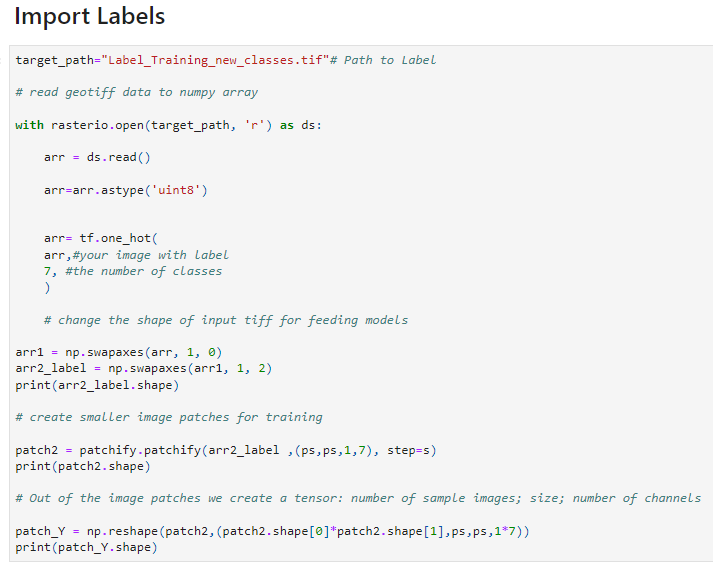 Import Labels
target_path="Label_Training_new_classes.tif"# Path to Label
# read geotiff data to numpy array
with rasterio.open(target_path, 'r') as ds:
    arr = ds.read()
    arr=arr.astype('uint8')
    arr= tf.one_hot(
    arr,#your image with label
    7, #the number of classes
    )
    # change the shape of input tiff for feeding models
arr1 = np.swapaxes(arr, 1, 0)
arr2_label = np.swapaxes(arr1, 1, 2)
print(arr2_label.shape)
# create smaller image patches for training
patch2 = patchify.patchify(arr2_label ,(ps,ps,1,7), step=s)
print(patch2.shape)
# Out of the image patches we create a tensor: number of sample images; size; number of channels
patch_Y = np.reshape(patch2,(patch2.shape[0]*patch2.shape[1],ps,ps,1*7))
print(patch_Y.shape)